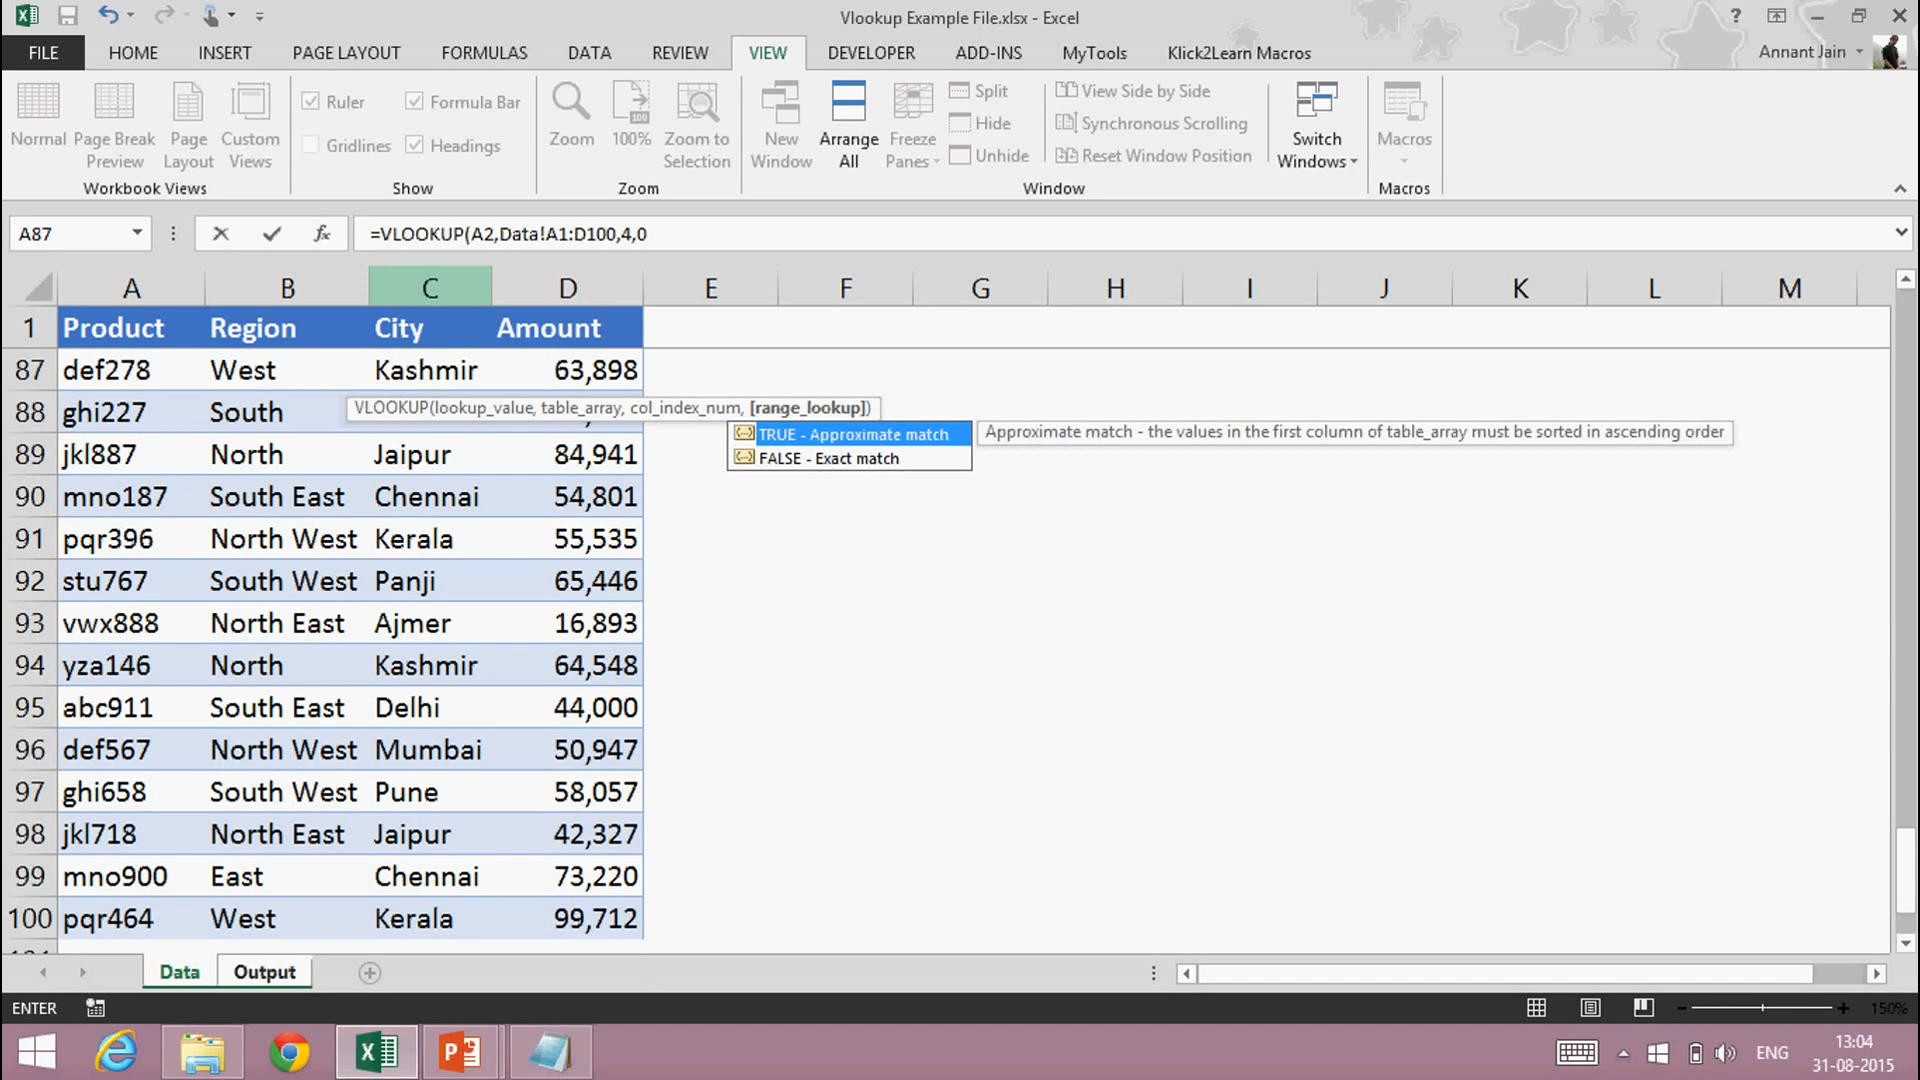 Vlookup Example File.xlsx - Excel
?
FILE HOME INSERT PAGE LAYOUT FORMULAS DATA REVIEW VIEW DEVELOPER ADD-INS MyTools Klick2Learn Macros Annant Jain
Normal
Page Break Preview
Page Layout
Custom Views
Workbook Views
Ruler
Formula Bar
Gridlines
Headings
Show
Zoom
100
100%
Zoom to Selection
Zoom
New Window
Arrange All
Freeze Panes
Split
Hide
Unhide
View Side by Side
Synchronous Scrolling
Reset Window Position
Window
Switch Windows
Macros
Macros
A87 fx =VLOOKUP(A2,Data!A1:D100,4,0
A B C D E F G H I J K L M
1 Product Region City Amount
87 def278 West Kashmir 63,898
88 ghi227 South
VLOOKUP(lookup_value, table_array, col_index_num, [range_lookup])
TRUE - Approximate match
Approximate match - the values in the first column of table_array must be sorted in ascending order
FALSE - Exact match
89 jkl887 North Jaipur 84,941
90 mno187 South East Chennai 54,801
91 pqr396 North West Kerala 55,535
92 stu767 South West Panji 65,446
93 vwx888 North East Ajmer 16,893
94 yza146 North Kashmir 64,548
95 abc911 South East Delhi 44,000
96 def567 North West Mumbai 50,947
97 ghi658 South West Pune 58,057
98 jkl718 North East Jaipur 42,327
99 mno900 East Chennai 73,220
100 pqr464 West Kerala 99,712
Data Output
ENTER 150%
ENG 13:04
31-08-2015